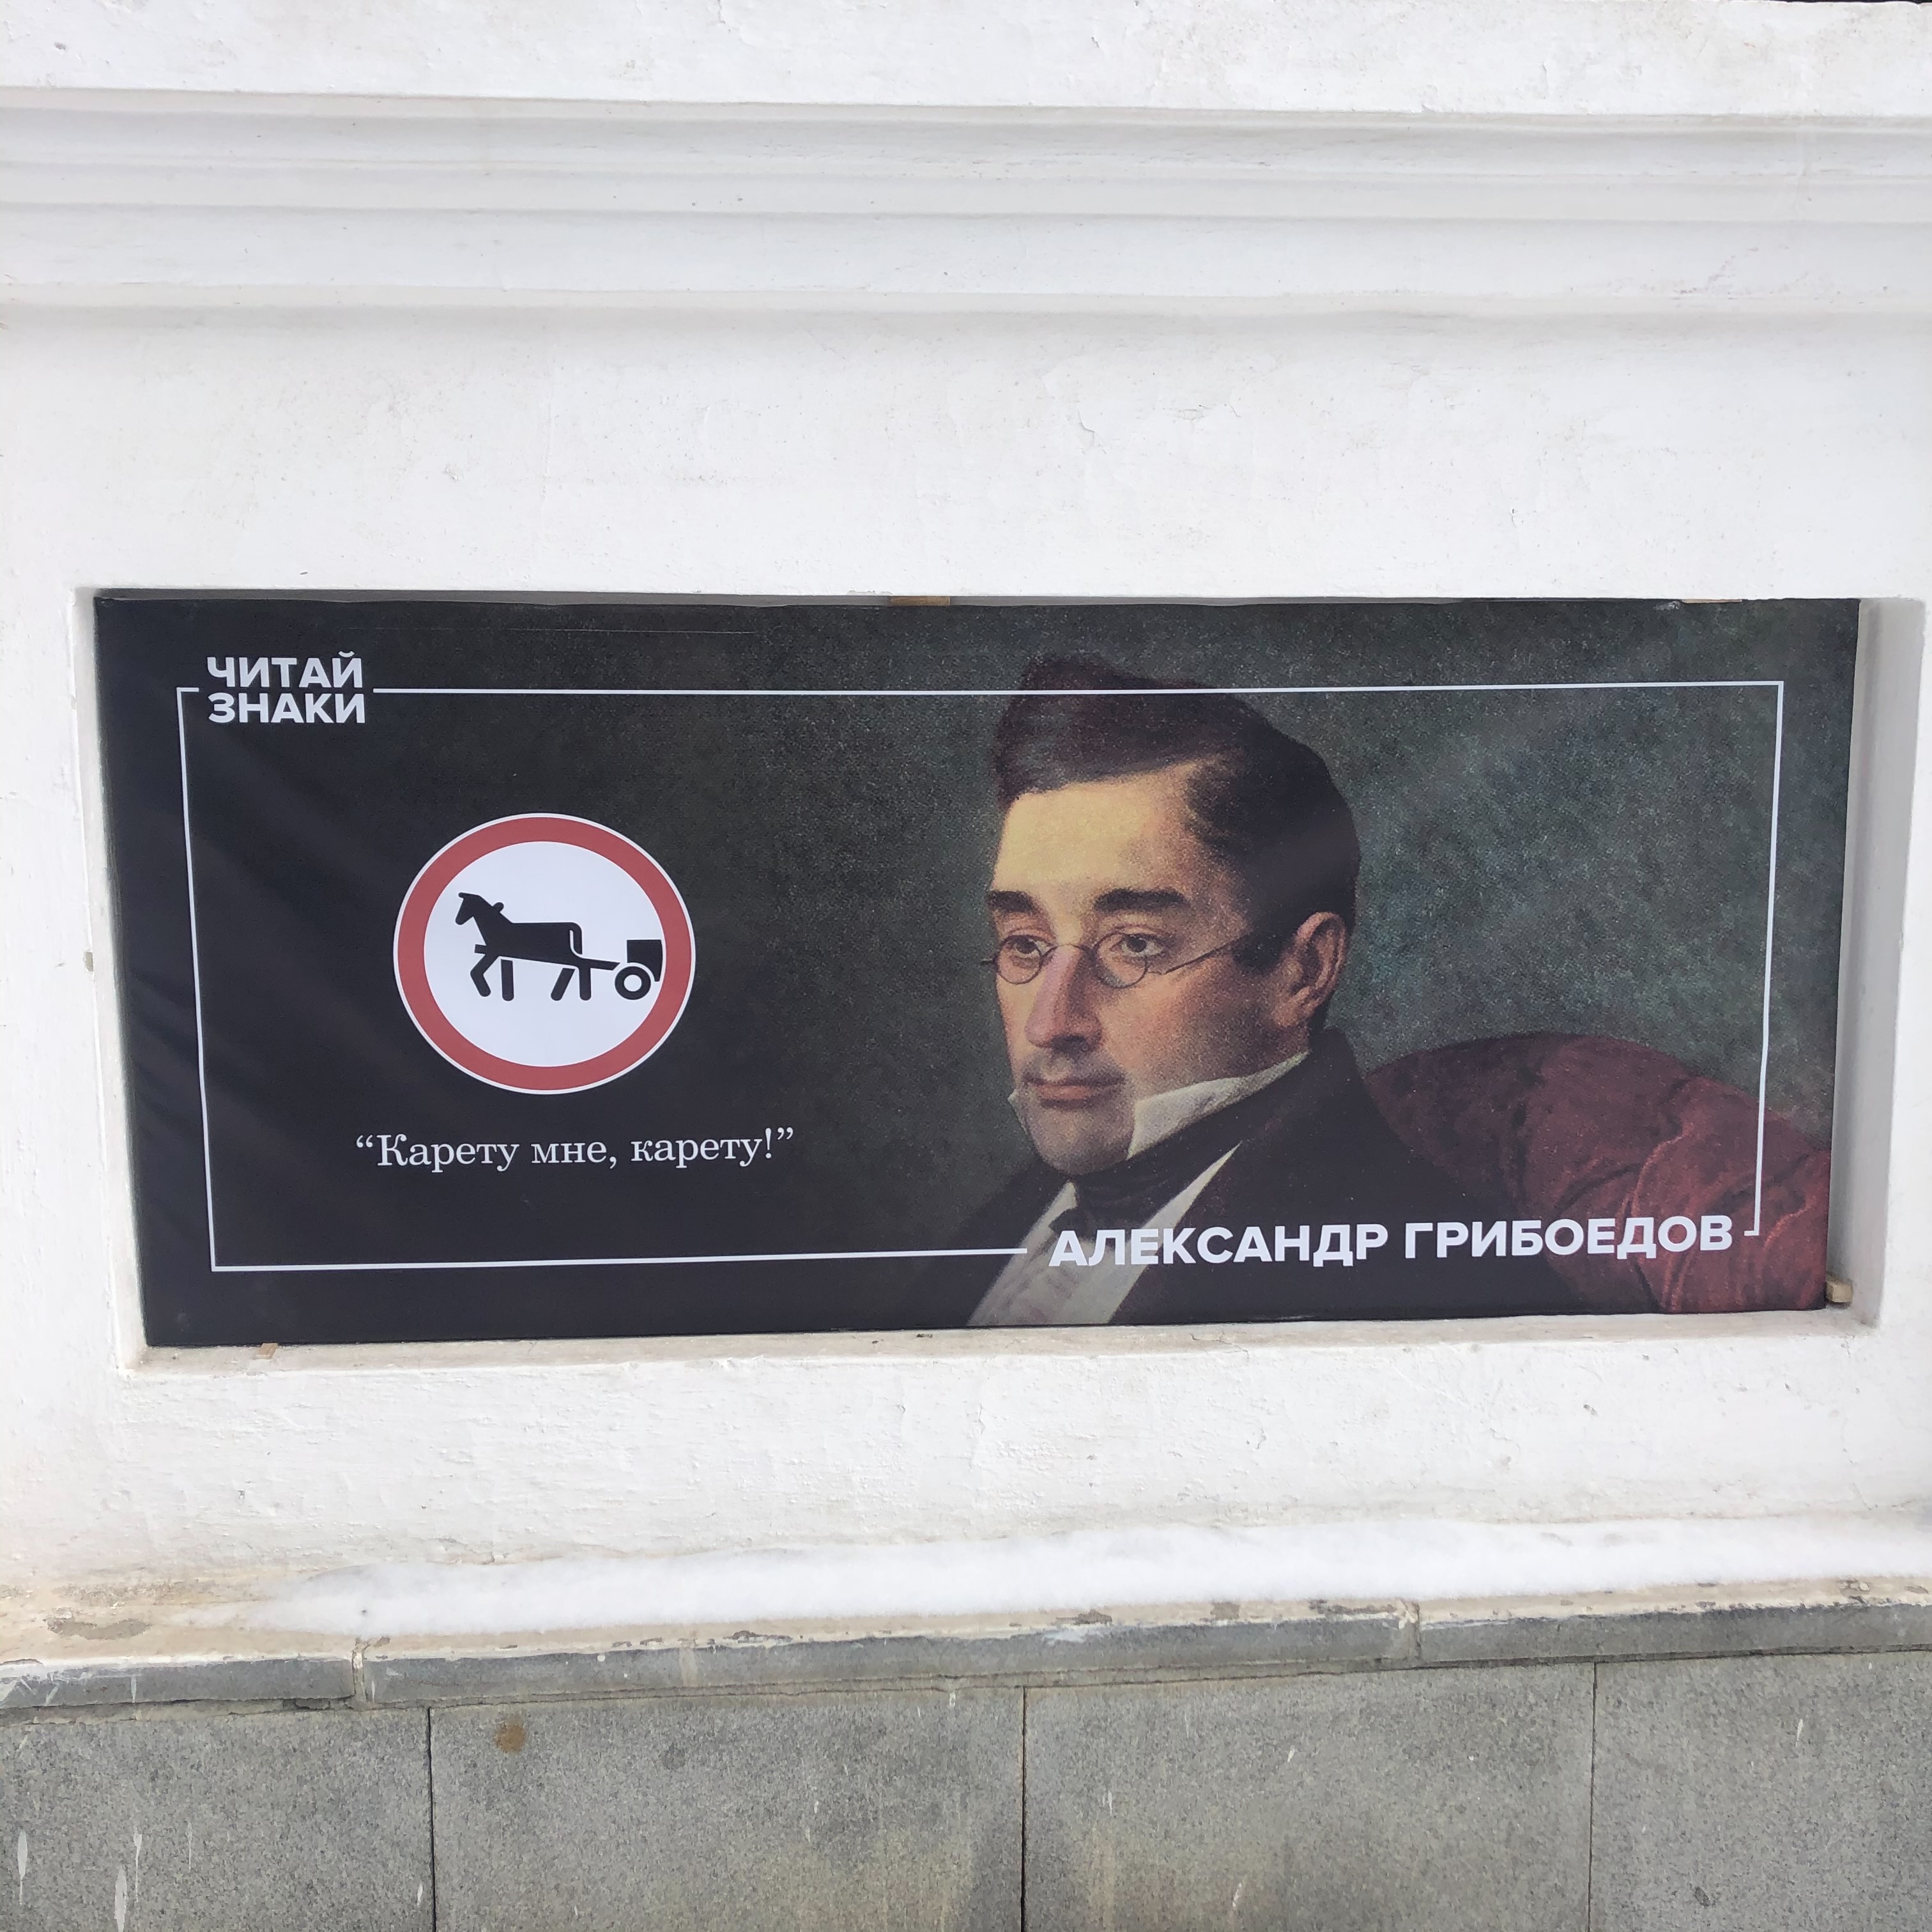 ЧИТАЙ
ЗНАКИ
“Карету мне, карету!”
АЛЕКСАНДР ГРИБОЕДОВ